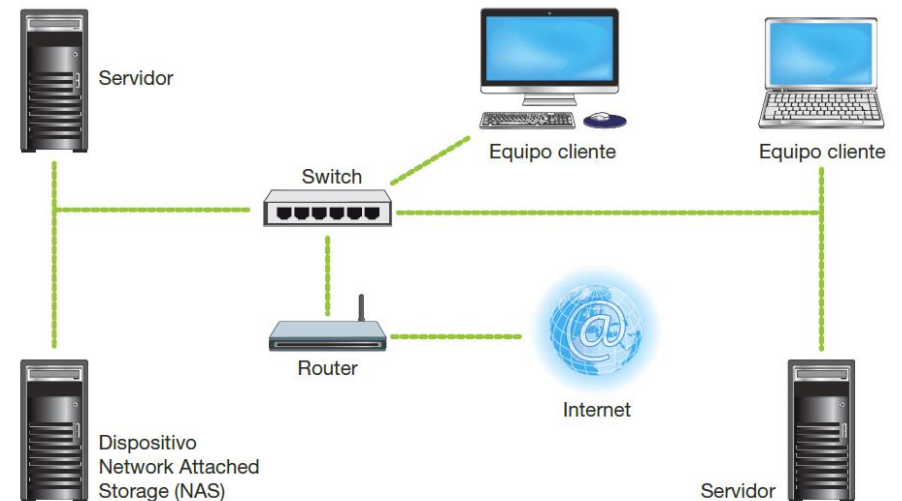 Servidor
Equipo cliente
Equipo cliente
Switch
Router
@
Internet
Dispositivo
Network Attached
Storage (NAS)
Servidor